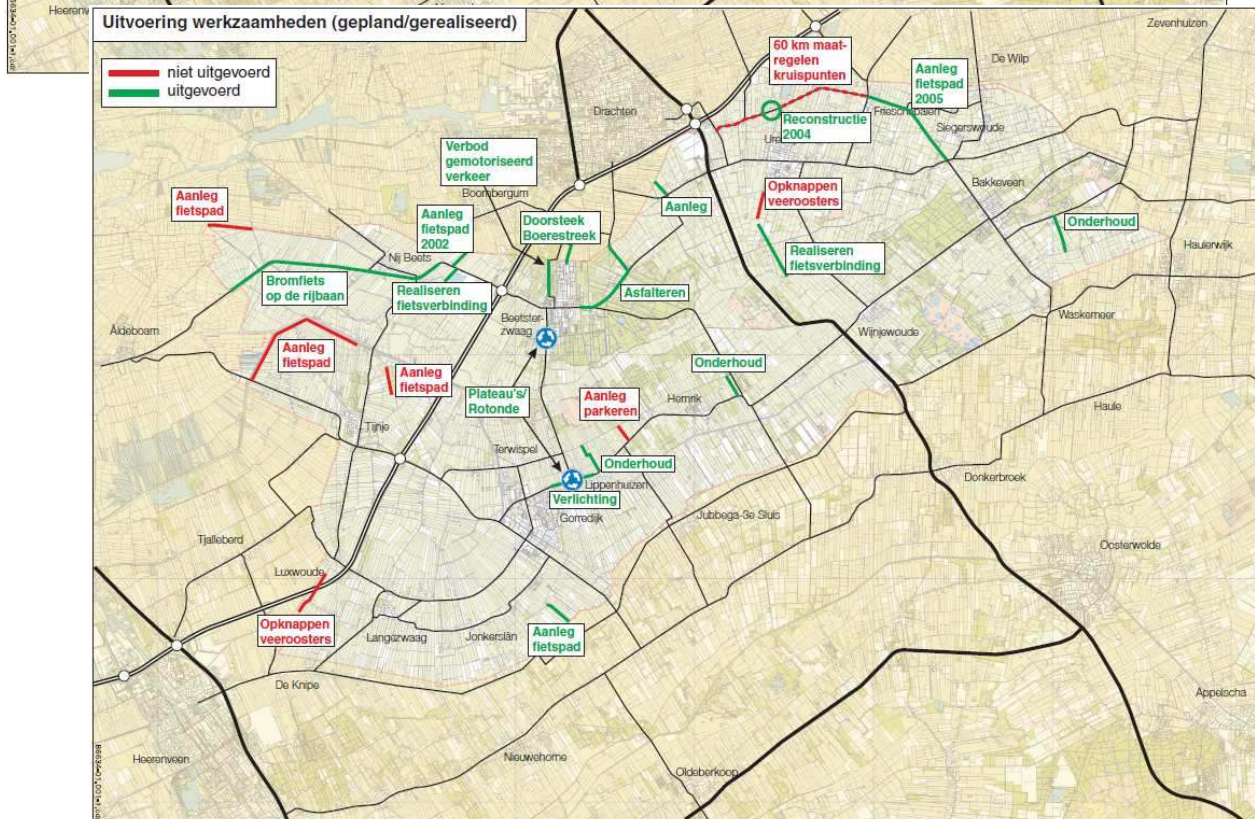 Heerenv
Uitvoering werkzaamheden (gepland/gerealiseerd)
niet uitgevoerd
uitgevoerd
Zevenhuizen
De Wilp
60 km maat-
regelen
kruispunten
Aanleg
fietspad
2005
Drachten
Reconstructie
2004
Frieschepalen
Siegerswoude
Ure
Verbod
gemotoriseerd
verkeer
Boornbergum
Bakkeveen
Aanleg
fietspad
Aanleg
fietspad
2002
Doorsteek
Boerestreek
Aanleg
Opknappen
veeroosters
Onderhoud
Haulerwijk
Nij Beets
Bromfiets
op de rijbaan
Realiseren
fietsverbinding
Asfalteren
Realiseren
fietsverbinding
Aldeboarn
Beetster-
zwaag
Waskemeer
Wijnjewoude
Aanleg
fietspad
Aanleg
fietspad
Plateau's/
Rotonde
Aanleg
parkeren
Onderhoud
Hemrik
Haule
Tijnje
Terwispel
Onderhoud
Lippenhuizen
Verlichting
Gorredijk
Donkerbroek
Jubbega-3e Sluis
Oosterwolde
Tjalleberd
Luxwoude
Opknappen
veeroosters
Langezwaag
Jonkerslân
Aanleg
fietspad
De Knipe
Appelscha
Heerenveen
Nieuwehorne
Oldeberkoop